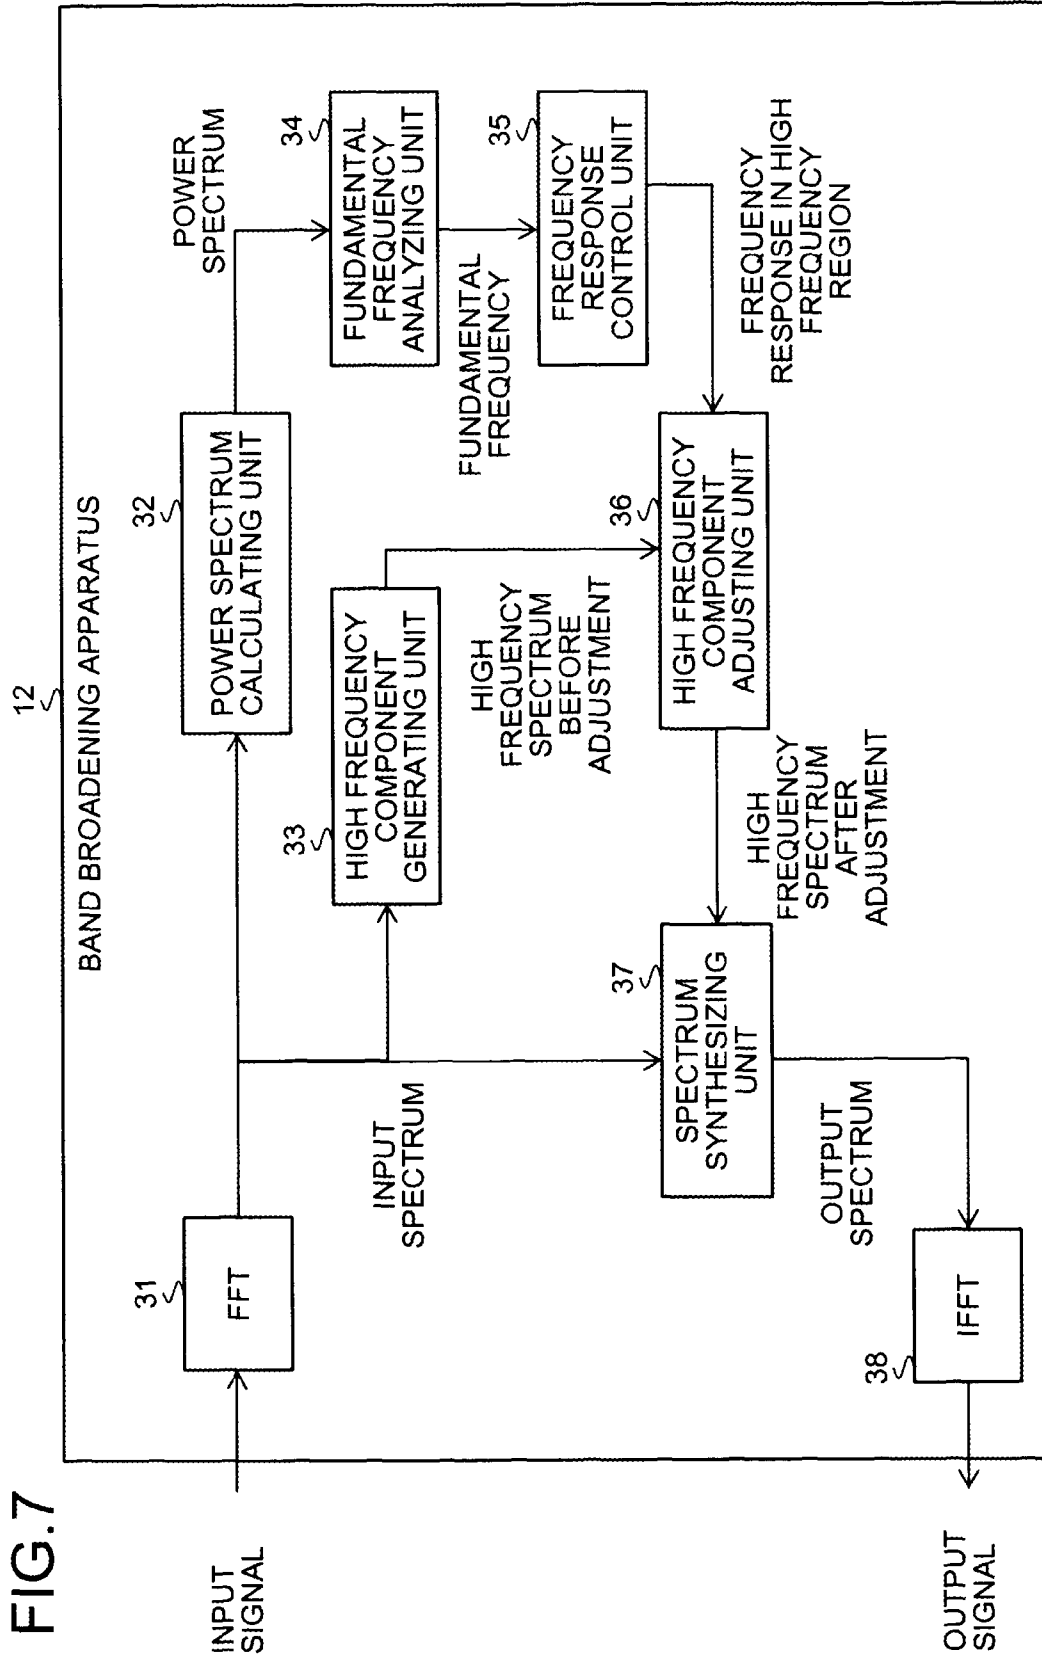 FIG.7
12
BAND BROADENING APPARATUS
INPUT
SIGNAL
31
FFT
32
POWER SPECTRUM
CALCULATING UNIT
POWER
SPECTRUM
33
HIGH FREQUENCY
COMPONENT
GENERATING UNIT
34
FUNDAMENTAL
FREQUENCY
ANALYZING UNIT
INPUT
SPECTRUM
HIGH
FREQUENCY
SPECTRUM
BEFORE
ADJUSTMENT
FUNDAMENTAL
FREQUENCY
35
FREQUENCY
RESPONSE
CONTROL UNIT
37
SPECTRUM
SYNTHESIZING
UNIT
36
HIGH FREQUENCY
COMPONENT
ADJUSTING UNIT
HIGH
FREQUENCY
SPECTRUM
AFTER
ADJUSTMENT
FREQUENCY
RESPONSE IN HIGH
FREQUENCY
REGION
OUTPUT
SPECTRUM
38
IFFT
OUTPUT
SIGNAL